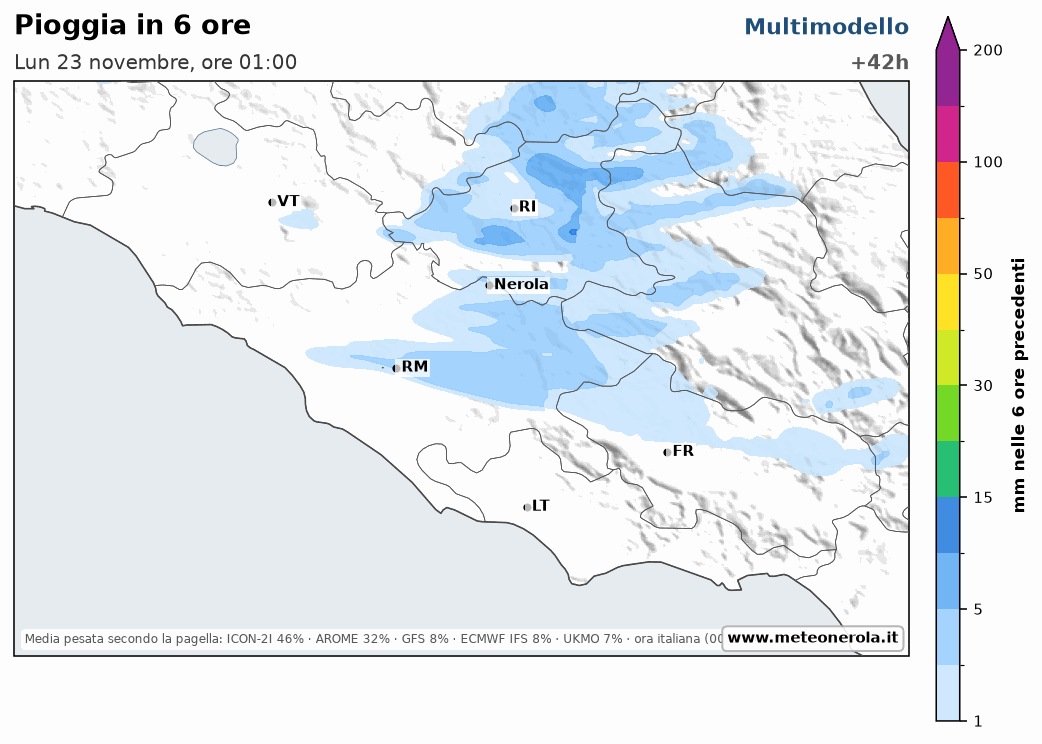 Pioggia in 6 ore
Multimodello
Lun 23 novembre, ore 01:00
+42h
200
100
50
30
15
5
1
mm nelle 6 ore precedenti
VT
RI
Nerola
RM
FR
LT
Media pesata secondo la pagella: ICON-2I 46% · AROME 32% · GFS 8% · ECMWF IFS 8% · UKMO 7% · ora italiana (00
www.meteonerola.it